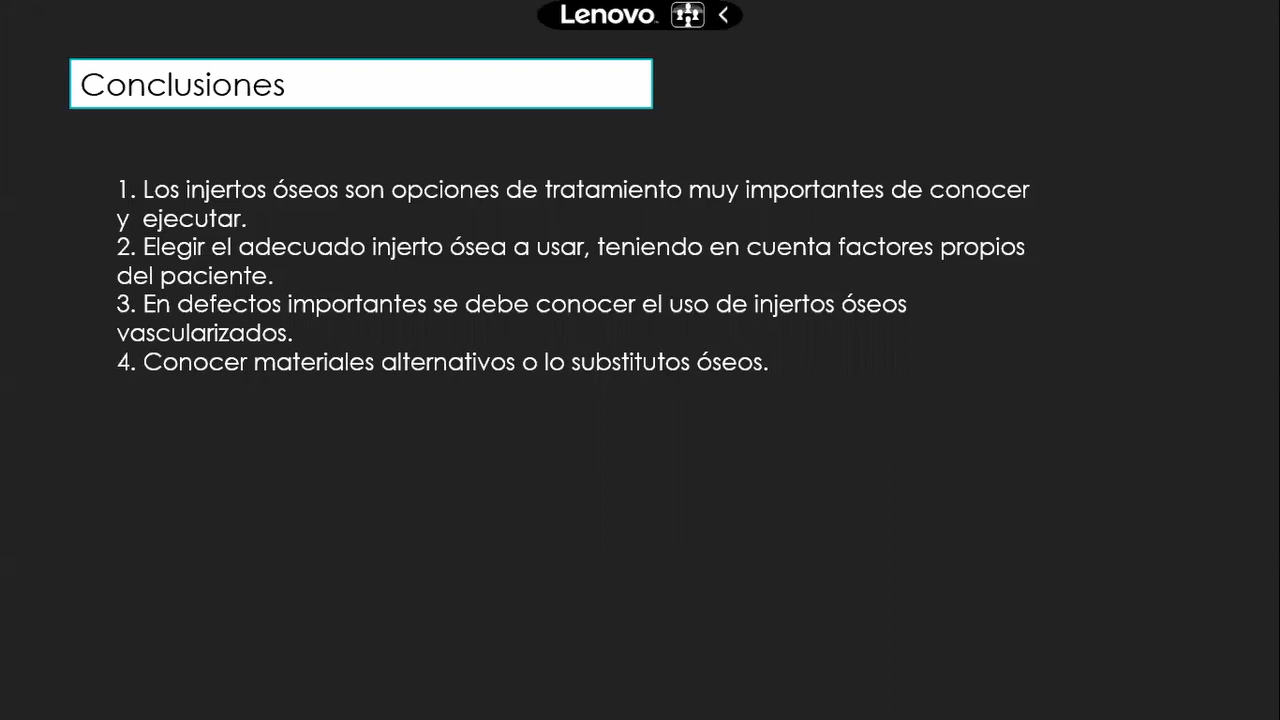 Lenovo
Conclusiones
1. Los injertos óseos son opciones de tratamiento muy importantes de conocer
y ejecutar.
2. Elegir el adecuado injerto ósea a usar, teniendo en cuenta factores propios
del paciente.
3. En defectos importantes se debe conocer el uso de injertos óseos
vascularizados.
4. Conocer materiales alternativos o lo substitutos óseos.